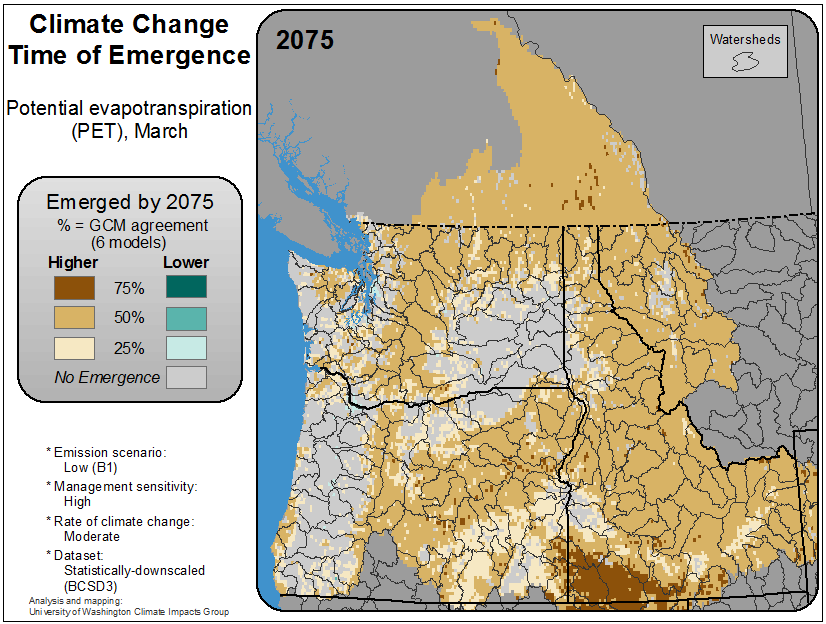 Climate Change
Time of Emergence
Potential evapotranspiration
(PET), March
Emerged by 2075
% = GCM agreement
(6 models)
Higher Lower
75%
50%
25%
No Emergence
* Emission scenario:
Low (B1)
* Management sensitivity:
High
* Rate of climate change:
Moderate
* Dataset:
Statistically-downscaled
(BCSD3)
Analysis and mapping:
University of Washington Climate Impacts Group
2075
Watersheds